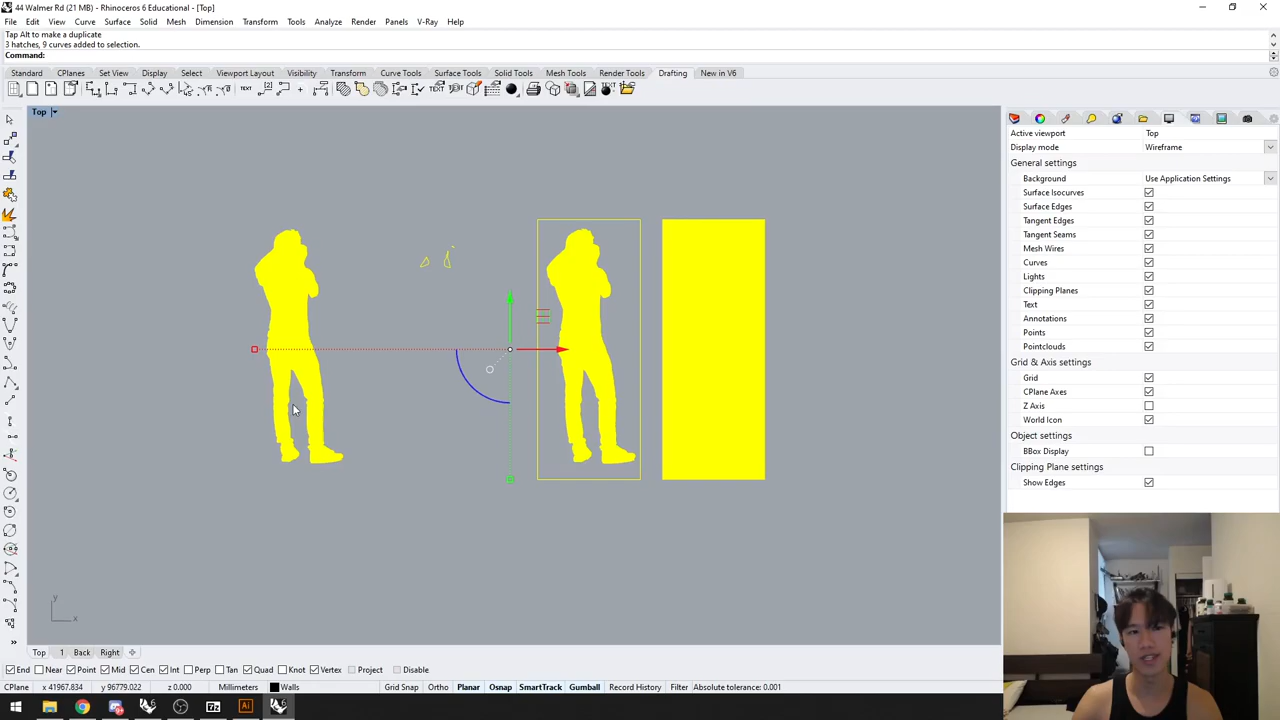 44 Walmer Rd (21 MB) - Rhinoceros 6 Educational - [Top]
File Edit View Curve Surface Solid Mesh Dimension Transform Tools Analyze Render Panels V-Ray Help
Tap Alt to make a duplicate
3 hatches, 9 curves added to selection.
Command:
Standard CPlanes Set View Display Select Viewport Layout Visibility Transform Curve Tools Surface Tools Solid Tools Mesh Tools Render Tools Drafting New in V6
Top
Active viewport Top
Display mode Wireframe
General settings
Background Use Application Settings
Surface Isocurves
Surface Edges
Tangent Edges
Tangent Seams
Mesh Wires
Curves
Lights
Clipping Planes
Text
Annotations
Points
Pointclouds
Grid & Axis settings
Grid
CPlane Axes
Z Axis
World Icon
Object settings
BBox Display
Clipping Plane settings
Show Edges
y
x
Top 1 Back Right
End Near Point Mid Cen Int Perp Tan Quad Knot Vertex Project Disable
CPlane x 41967.834 y 96779.022 z 0.000 Millimeters Walls Grid Snap Ortho Planar Osnap SmartTrack Gumball Record History Filter Absolute tolerance: 0.001
Ai